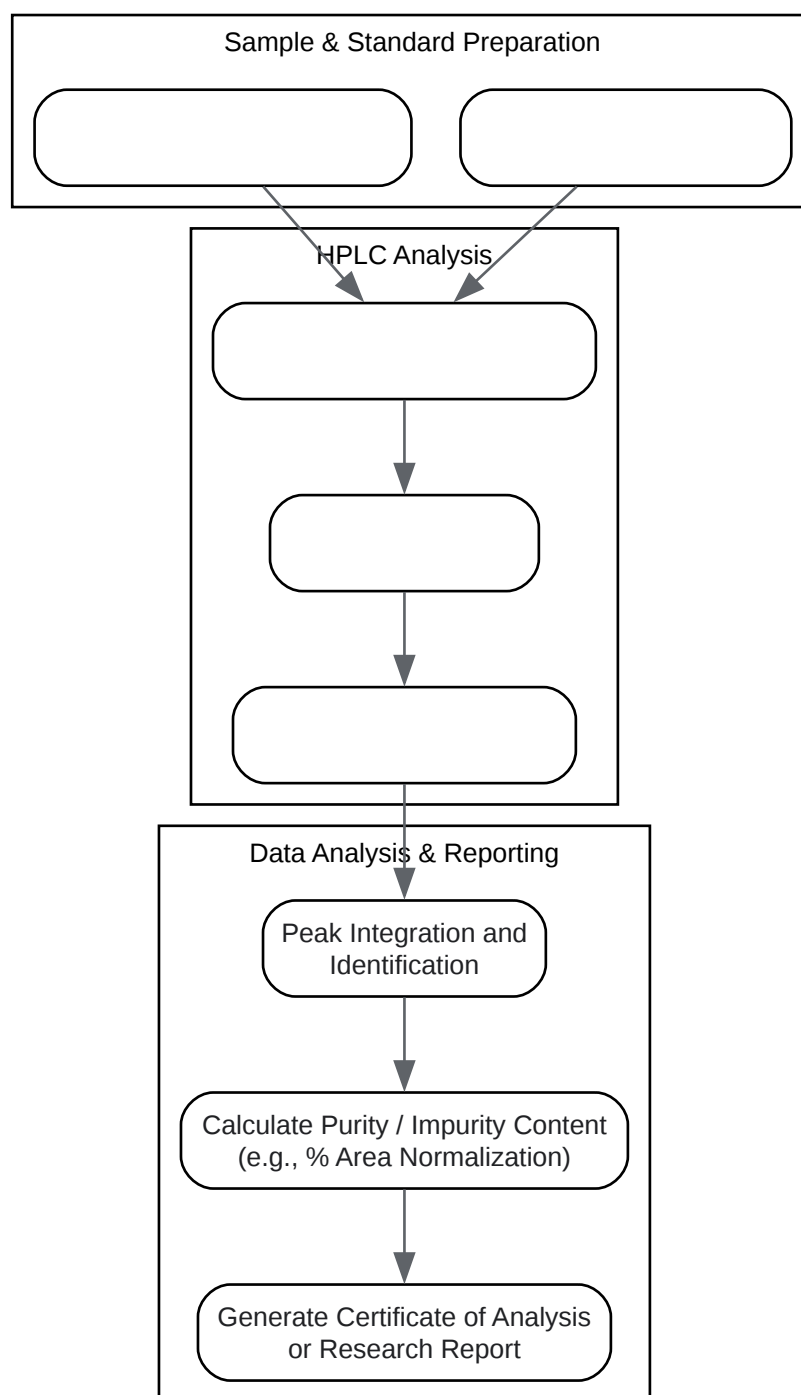 Sample & Standard Preparation
HPLC Analysis
Data Analysis & Reporting
Peak Integration and
Identification
Calculate Purity / Impurity Content
(e.g., % Area Normalization)
Generate Certificate of Analysis
or Research Report